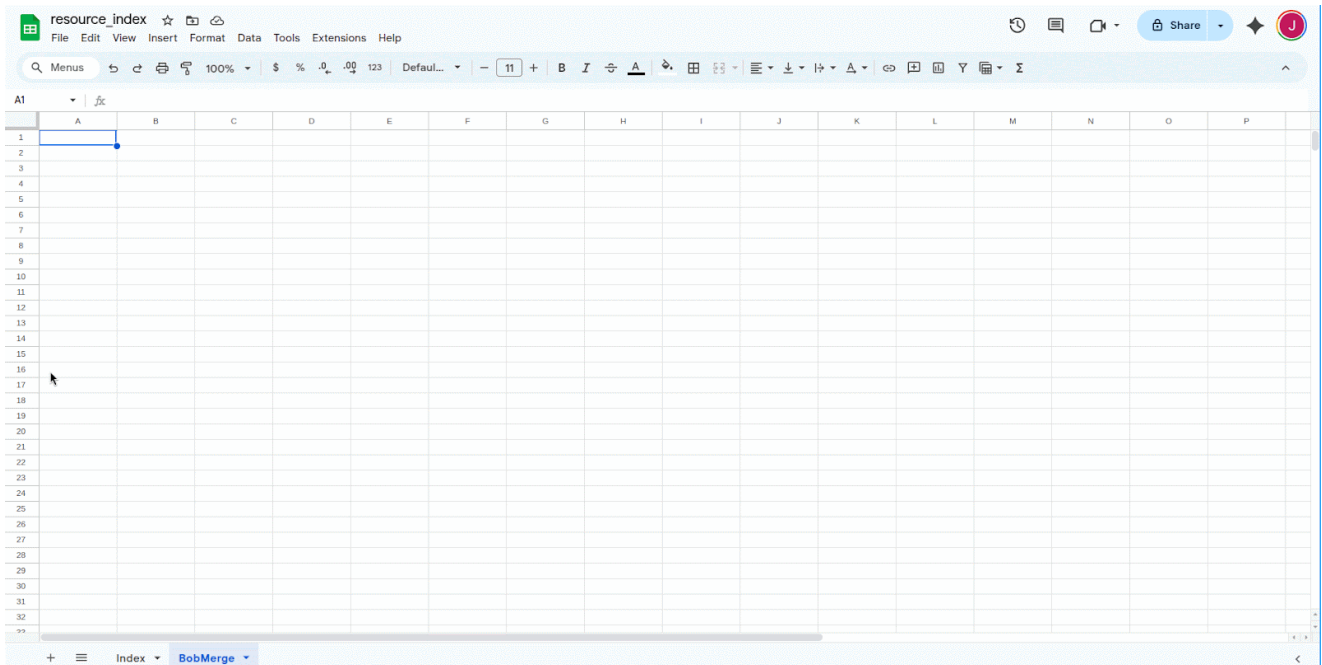 resource_index
File Edit View Insert Format Data Tools Extensions Help
Share
J
Menus
100%
$ % .0 .00 123
Defaul...
11
B I S A
A
Σ
A1
fx
A B C D E F G H I J K L M N O P
1
2
3
4
5
6
7
8
9
10
11
12
13
14
15
16
17
18
19
20
21
22
23
24
25
26
27
28
29
30
31
32
33
Index BobMerge